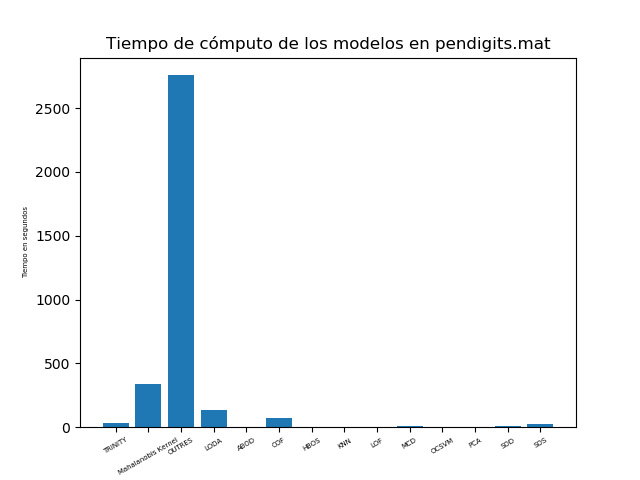 Tiempo de cómputo de los modelos en pendigits.mat
Tiempo en segundos
2500
2000
1500
1000
500
0
TRINITY
Mahalanobis Kernel
OUTRES
LODA
ABOD
COF
HBOS
KNN
LOF
MCD
OCSVM
PCA
SOD
SOS